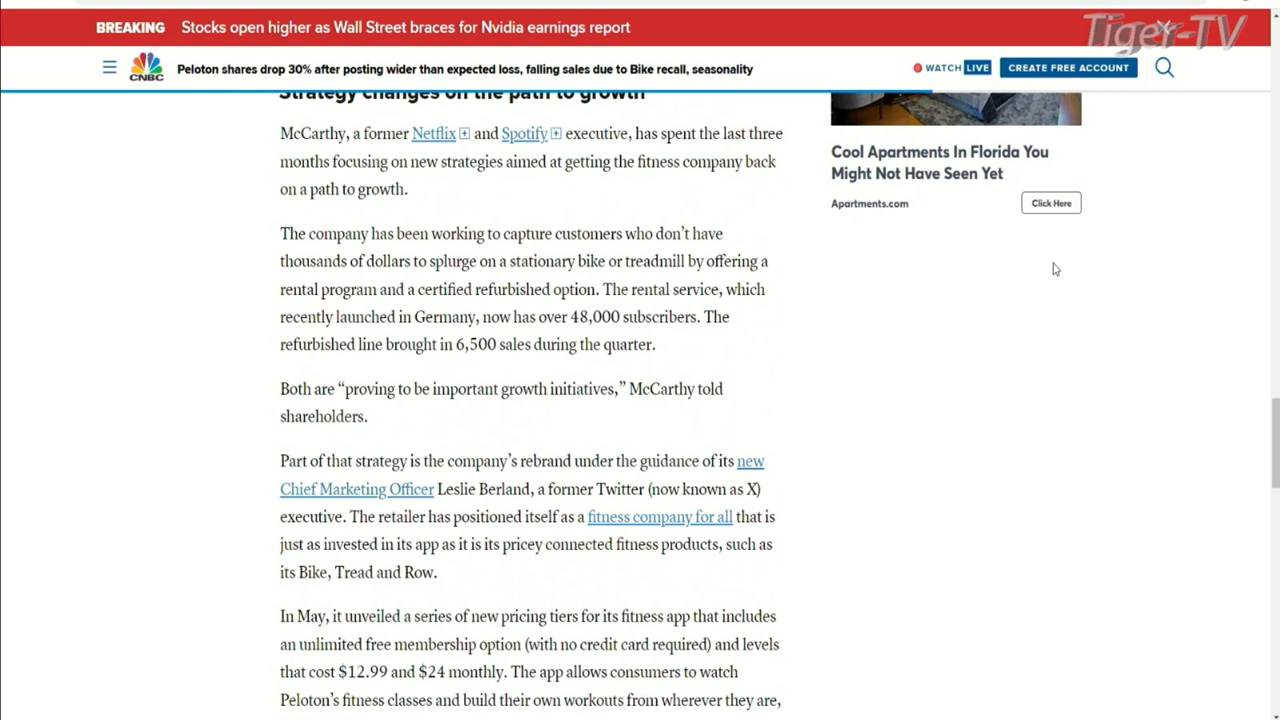 BREAKING Stocks open higher as Wall Street braces for Nvidia earnings report
Tiger-TV
CNBC
Peloton shares drop 30% after posting wider than expected loss, falling sales due to Bike recall, seasonality
WATCH LIVE
CREATE FREE ACCOUNT
Strategy changes on the path to growth
McCarthy, a former Netflix and Spotify executive, has spent the last three
months focusing on new strategies aimed at getting the fitness company back
on a path to growth.
The company has been working to capture customers who don’t have
thousands of dollars to splurge on a stationary bike or treadmill by offering a
rental program and a certified refurbished option. The rental service, which
recently launched in Germany, now has over 48,000 subscribers. The
refurbished line brought in 6,500 sales during the quarter.
Both are “proving to be important growth initiatives,” McCarthy told
shareholders.
Part of that strategy is the company’s rebrand under the guidance of its new
Chief Marketing Officer Leslie Berland, a former Twitter (now known as X)
executive. The retailer has positioned itself as a fitness company for all that is
just as invested in its app as it is its pricey connected fitness products, such as
its Bike, Tread and Row.
In May, it unveiled a series of new pricing tiers for its fitness app that includes
an unlimited free membership option (with no credit card required) and levels
that cost $12.99 and $24 monthly. The app allows consumers to watch
Peloton’s fitness classes and build their own workouts from wherever they are,
Cool Apartments In Florida You
Might Not Have Seen Yet
Apartments.com
Click Here